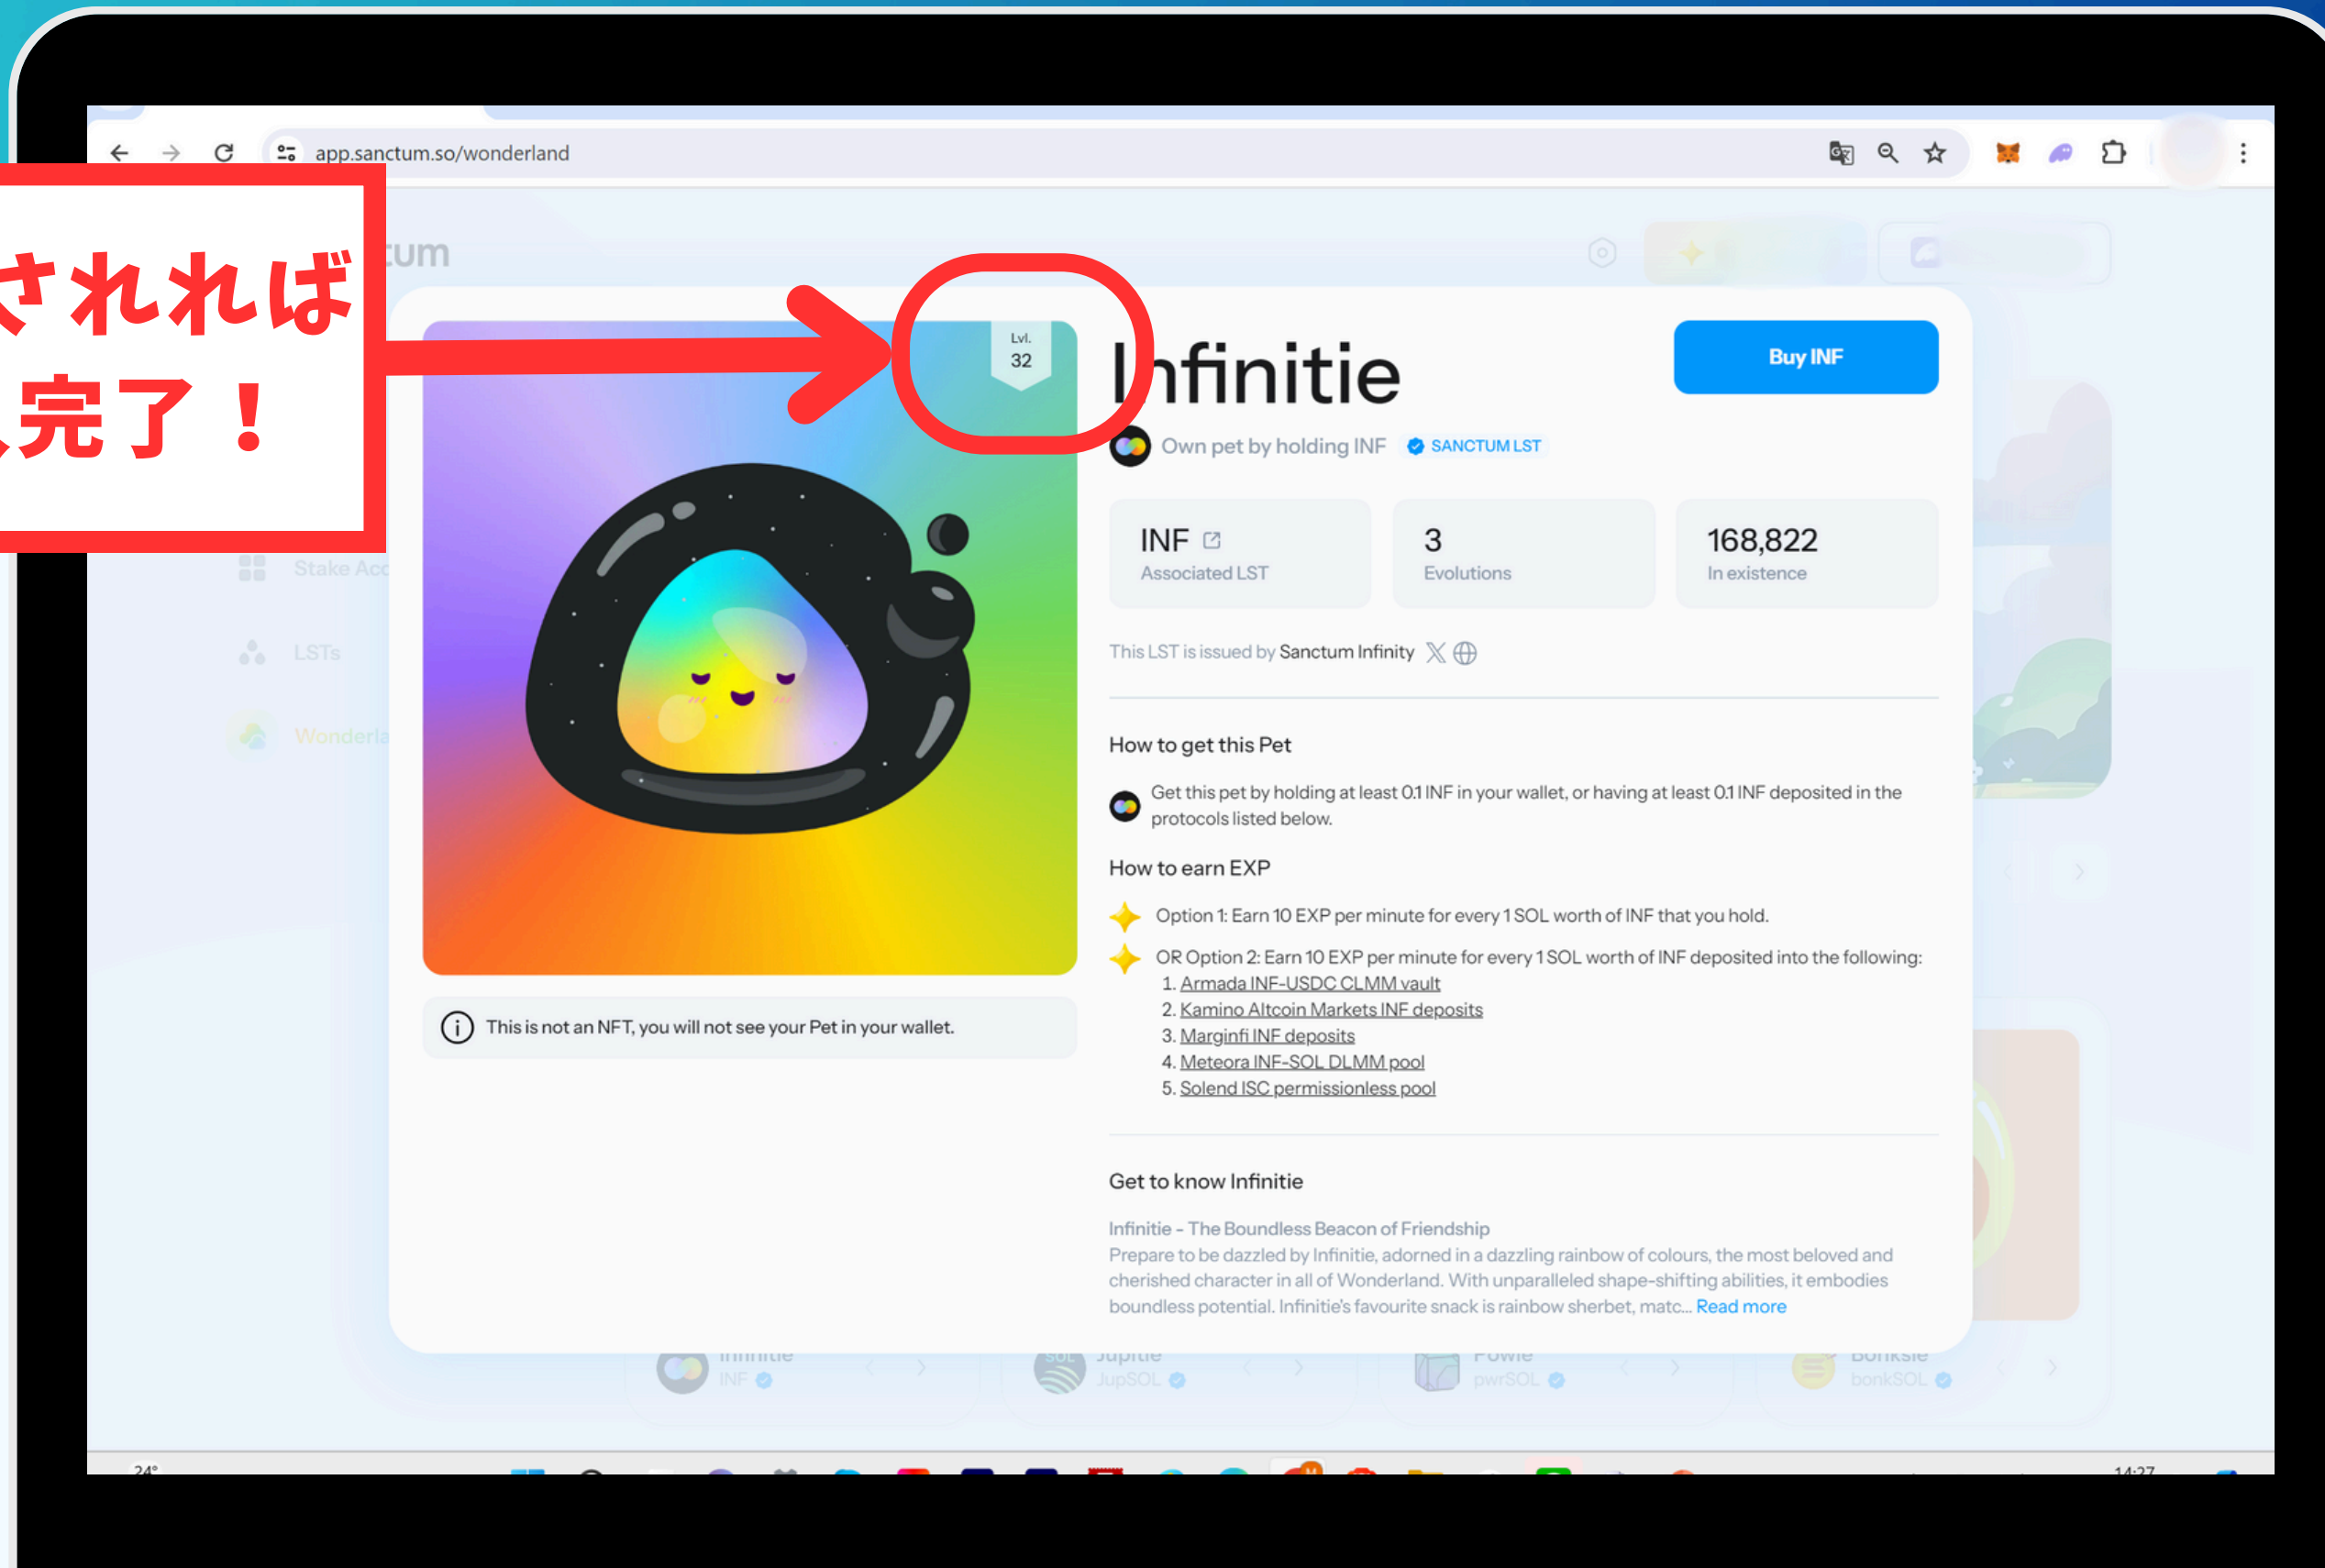 app.sanctum.so/wonderland
されれば
完了！
tum
Lvl.
32
Infinitie
Buy INF
Own pet by holding INF
SANCTUM LST
INF
Associated LST
3
Evolutions
168,822
In existence
Stake Acc
LSTs
Wonderla
This LST is issued by Sanctum Infinity
How to get this Pet
Get this pet by holding at least 0.1 INF in your wallet, or having at least 0.1 INF deposited in the
protocols listed below.
How to earn EXP
Option 1: Earn 10 EXP per minute for every 1 SOL worth of INF that you hold.
OR Option 2: Earn 10 EXP per minute for every 1 SOL worth of INF deposited into the following:
1. Armada INF-USDC CLMM vault
2. Kamino Altcoin Markets INF deposits
3. Marginfi INF deposits
4. Meteora INF-SOL DLMM pool
5. Solend ISC permissionless pool
This is not an NFT, you will not see your Pet in your wallet.
Get to know Infinitie
Infinitie - The Boundless Beacon of Friendship
Prepare to be dazzled by Infinitie, adorned in a dazzling rainbow of colours, the most beloved and
cherished character in all of Wonderland. With unparalleled shape-shifting abilities, it embodies
boundless potential. Infinitie's favourite snack is rainbow sherbet, matc... Read more
Infinitie
INF
SOL
Jupitie
JupSOL
Powie
pwrSOL
Bonksie
bonkSOL
24°
14:27